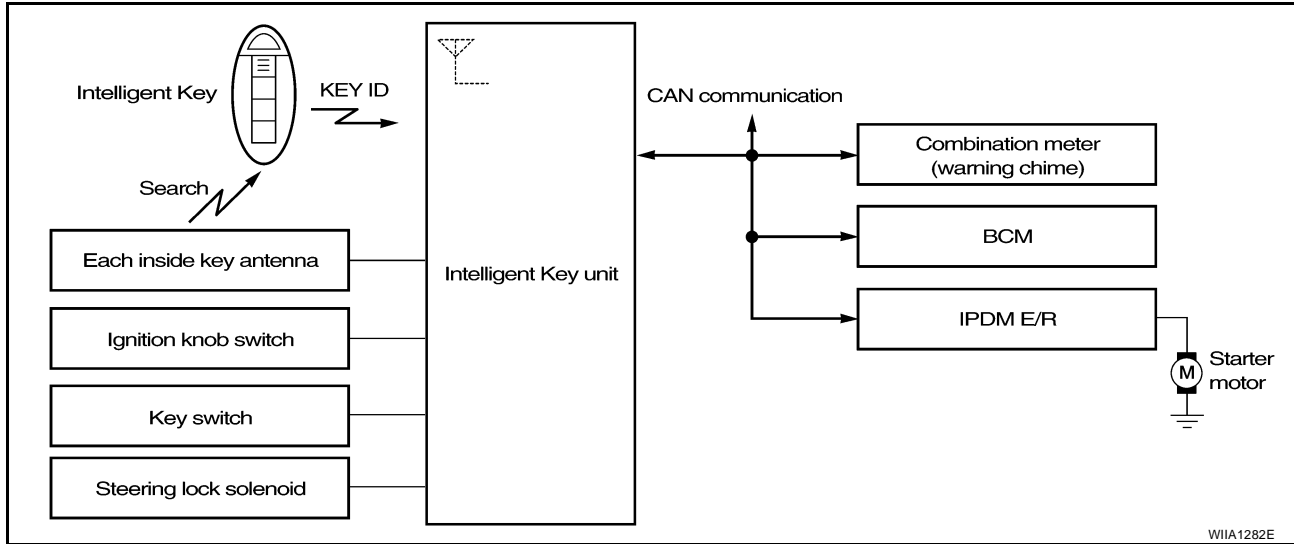 Intelligent Key
KEY ID
Search
Each inside key antenna
Ignition knob switch
Key switch
Steering lock solenoid
Intelligent Key unit
CAN communication
Combination meter
(warning chime)
BCM
IPDM E/R
M
Starter
motor
WIIA1282E